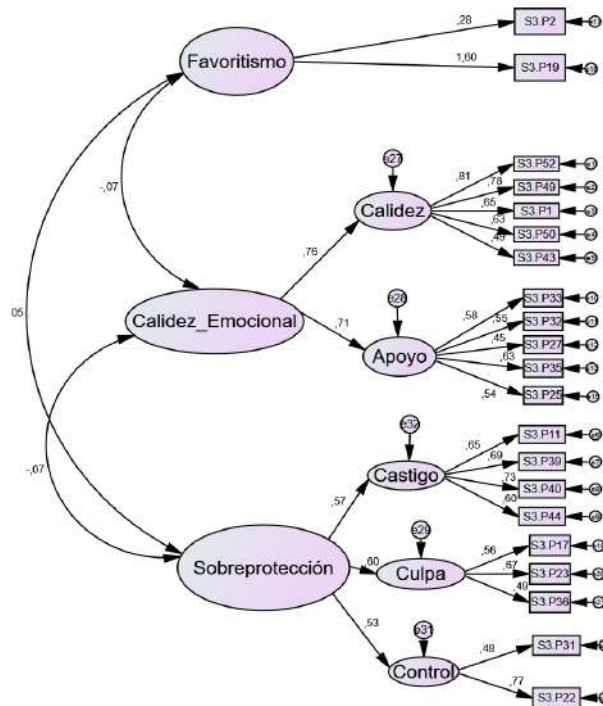 ,28
S3.P2
Favoritismo
1,60
S3.P19
-,07
e27
,81
S3.P52
,78
S3.P49
Calidez
,65
S3.P1
,63
S3.P50
,49
S3.P43
,76
05
Calidez_Emocional
,71
,58
S3.P33
,55
S3.P32
Apoyo
,45
S3.P27
,63
S3.P35
,54
S3.P25
-,07
e32
,65
S3.P11
,69
S3.P39
Castigo
,73
S3.P40
,60
S3.P44
,57
Sobreprotección
,60
e29
,56
S3.P17
Culpa
,67
S3.P23
,49
S3.P36
,53
e31
,48
S3.P31
Control
,77
S3.P22